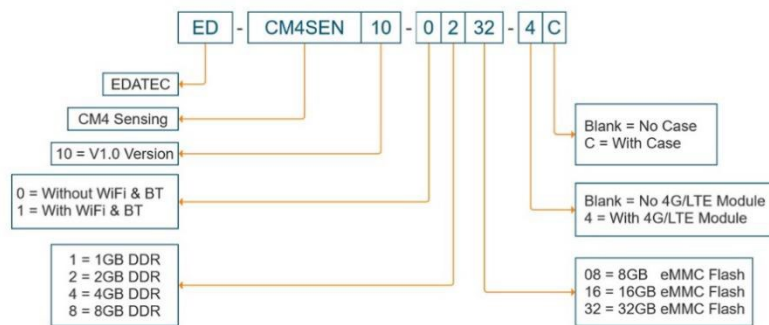 ED - CM4SEN 10 - 0 2 32 - 4 C
EDATEC
CM4 Sensing
10 = V1.0 Version
0 = Without WiFi & BT
1 = With WiFi & BT
1 = 1GB DDR
2 = 2GB DDR
4 = 4GB DDR
8 = 8GB DDR
Blank = No Case
C = With Case
Blank = No 4G/LTE Module
4 = With 4G/LTE Module
08 = 8GB eMMC Flash
16 = 16GB eMMC Flash
32 = 32GB eMMC Flash